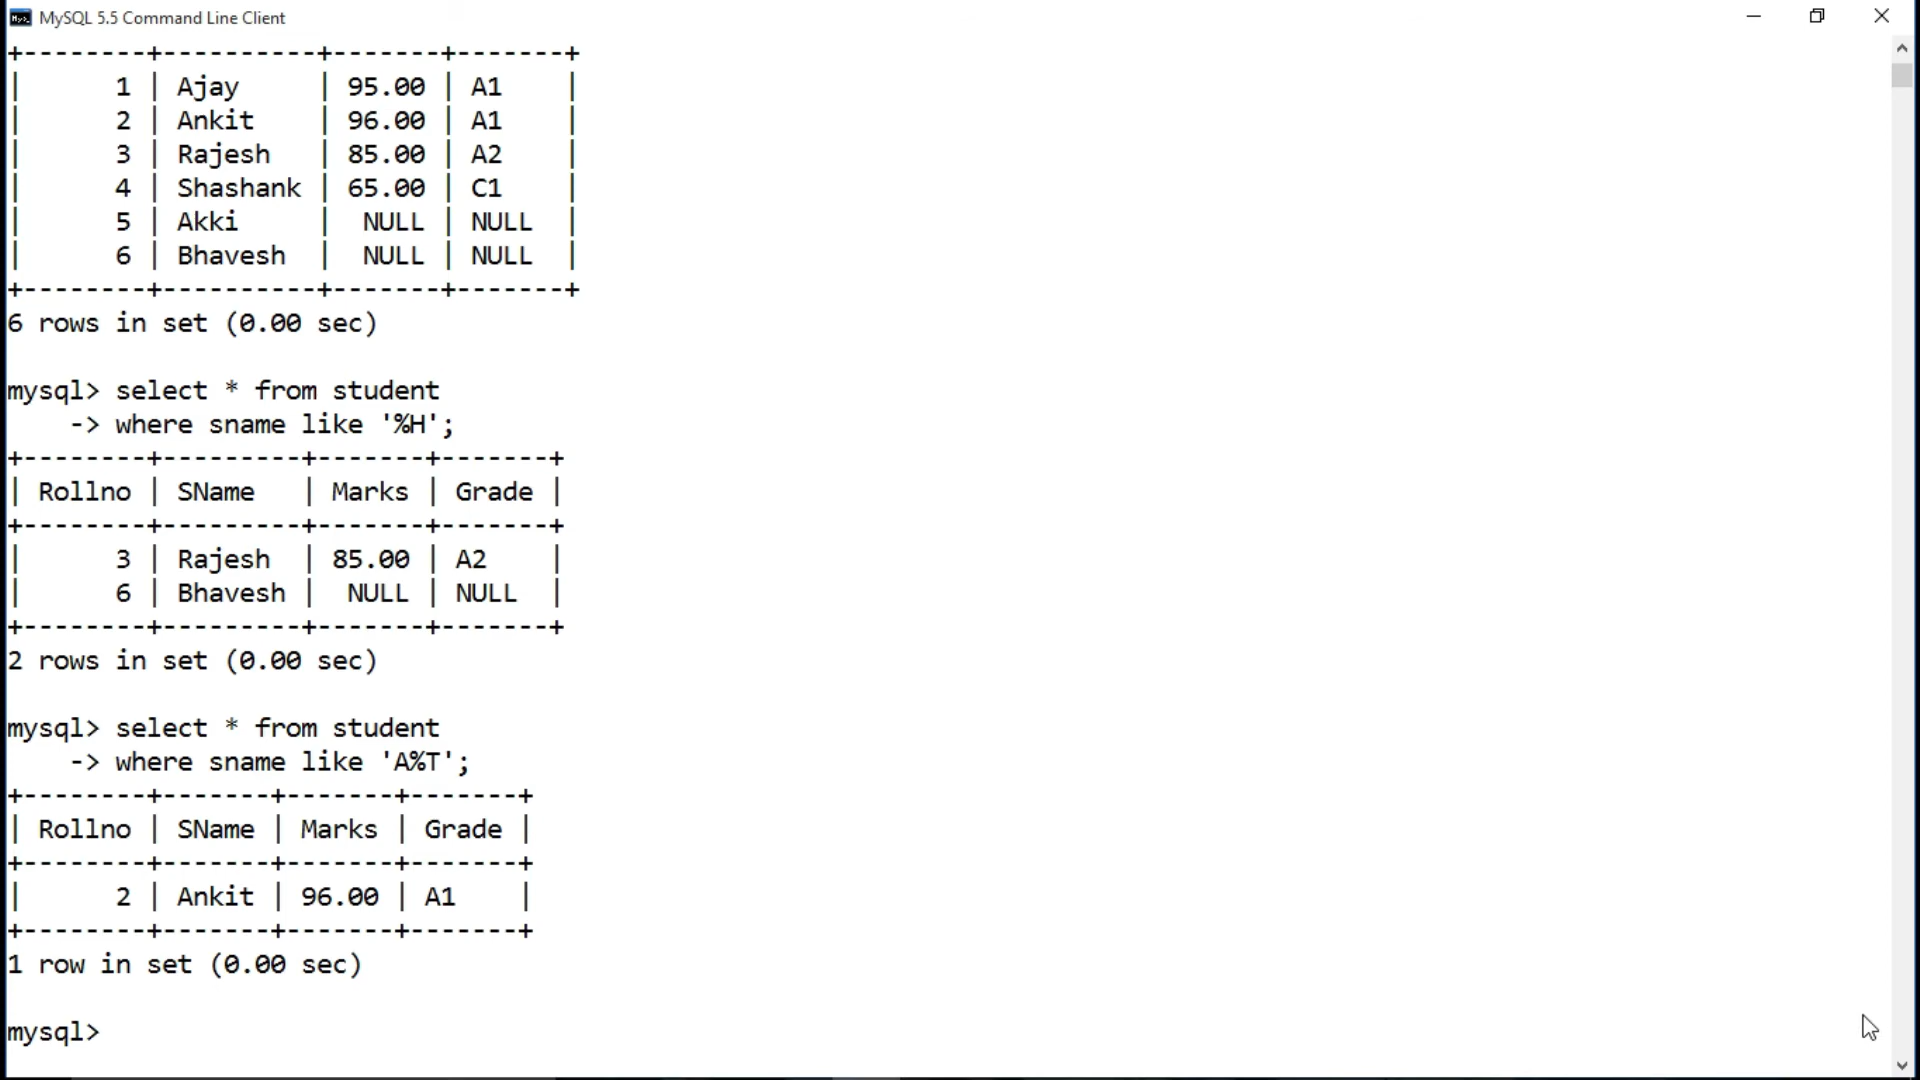 MySQL 5.5 Command Line Client
+--------+----------+-------+-------+
|      1 | Ajay     | 95.00 | A1    |
|      2 | Ankit    | 96.00 | A1    |
|      3 | Rajesh   | 85.00 | A2    |
|      4 | Shashank | 65.00 | C1    |
|      5 | Akki     |  NULL | NULL  |
|      6 | Bhavesh  |  NULL | NULL  |
+--------+----------+-------+-------+
6 rows in set (0.00 sec)
mysql> select * from student
    -> where sname like '%H';
+--------+---------+-------+-------+
| Rollno | SName   | Marks | Grade |
+--------+---------+-------+-------+
|      3 | Rajesh  | 85.00 | A2    |
|      6 | Bhavesh |  NULL | NULL  |
+--------+---------+-------+-------+
2 rows in set (0.00 sec)
mysql> select * from student
    -> where sname like 'A%T';
+--------+-------+-------+-------+
| Rollno | SName | Marks | Grade |
+--------+-------+-------+-------+
|      2 | Ankit | 96.00 | A1    |
+--------+-------+-------+-------+
1 row in set (0.00 sec)
mysql>